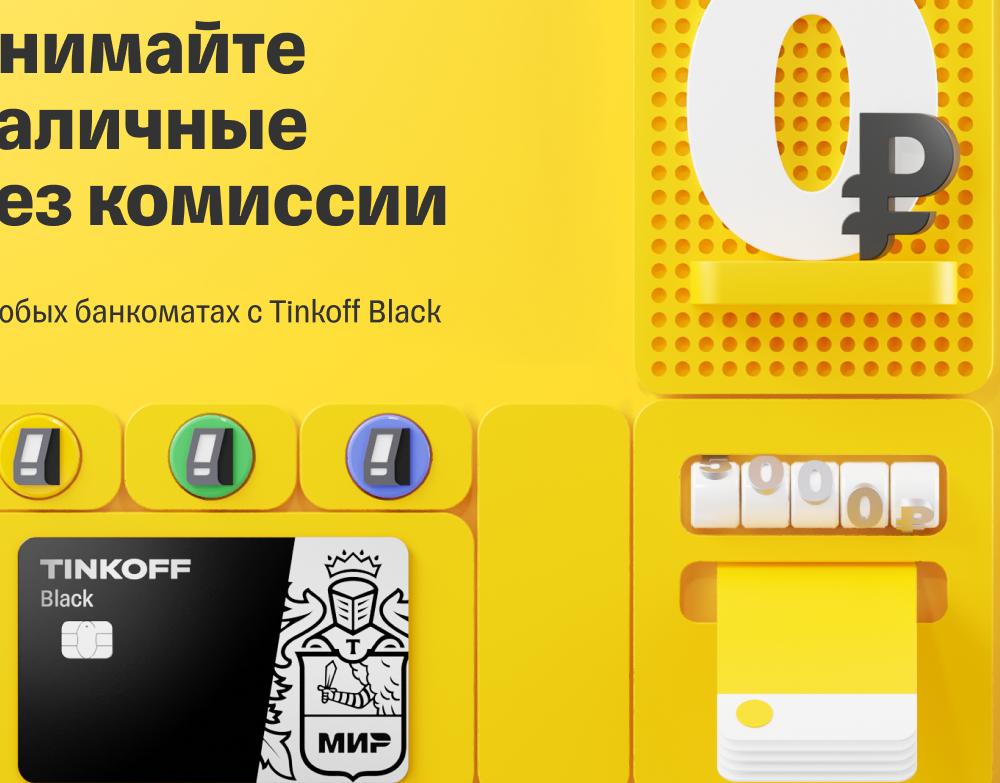 нимайте
аличные
ез комиссии
обых банкоматах с Tinkoff Black
0 ₽
5000₽
TINKOFF
Black
T
МИР